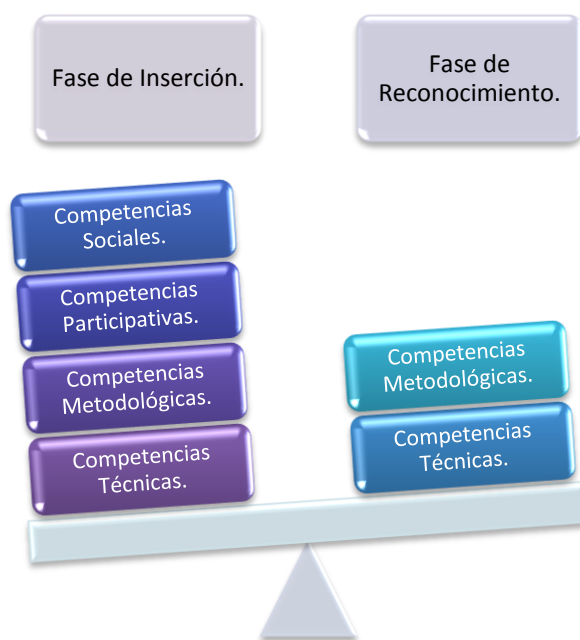 Fase de Inserción.
Fase de
Reconocimiento.
Competencias
Sociales.
Competencias
Participativas.
Competencias
Metodológicas.
Competencias
Técnicas.
Competencias
Metodológicas.
Competencias
Técnicas.